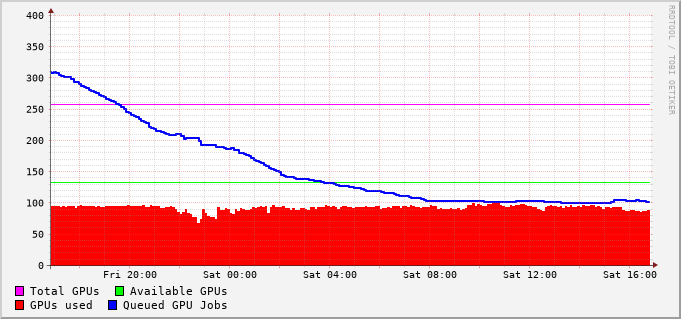 400
350
300
250
200
150
100
50
0
Fri 20:00 Sat 00:00 Sat 04:00 Sat 08:00 Sat 12:00 Sat 16:00
Total GPUs Available GPUs
GPUs used Queued GPU Jobs
RRDTOOL / TOBI OETIKER